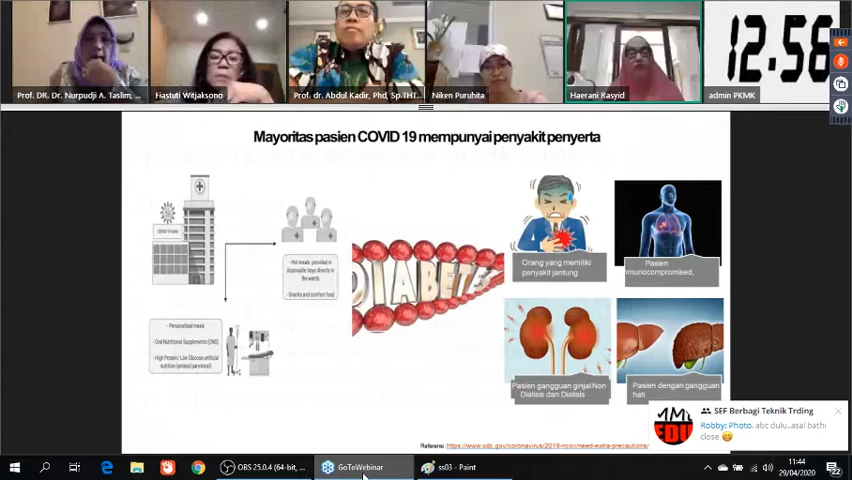 12.56
Prof. DR. Dr. Nurpudji A. Taslim, ...
Fiastuti Witjaksono
Prof. dr. Abdul Kadir, Phd, Sp.THT...
Niken Puruhita
Haerani Rasyid
admin PKMK
Mayoritas pasien COVID 19 mempunyai penyakit penyerta
- Hot meals provided in
disposable trays directly in
the wards
- Snacks and comfort food
- Personalized meals
- Oral Nutritional Supplements (ONS)
- High Protein/ Low Glucose artificial
nutrition (enteral/parenteral)
DIABETES
Orang yang memiliki
penyakit jantung
Pasien
immunocompromised,
Pasien gangguan ginjal Non
Dialisis dan Dialisis
Pasien dengan gangguan
hati
Referensi https://www.cdc.gov/coronavirus/2019-ncov/need-extra-precautions/
SEF Berbagi Teknik Trding
Robby: Photo. abc dulu...asal bathi
close
OBS 25.0.4 (64-bit, ...
GoToWebinar
ss03 - Paint
11:44
29/04/2020
22